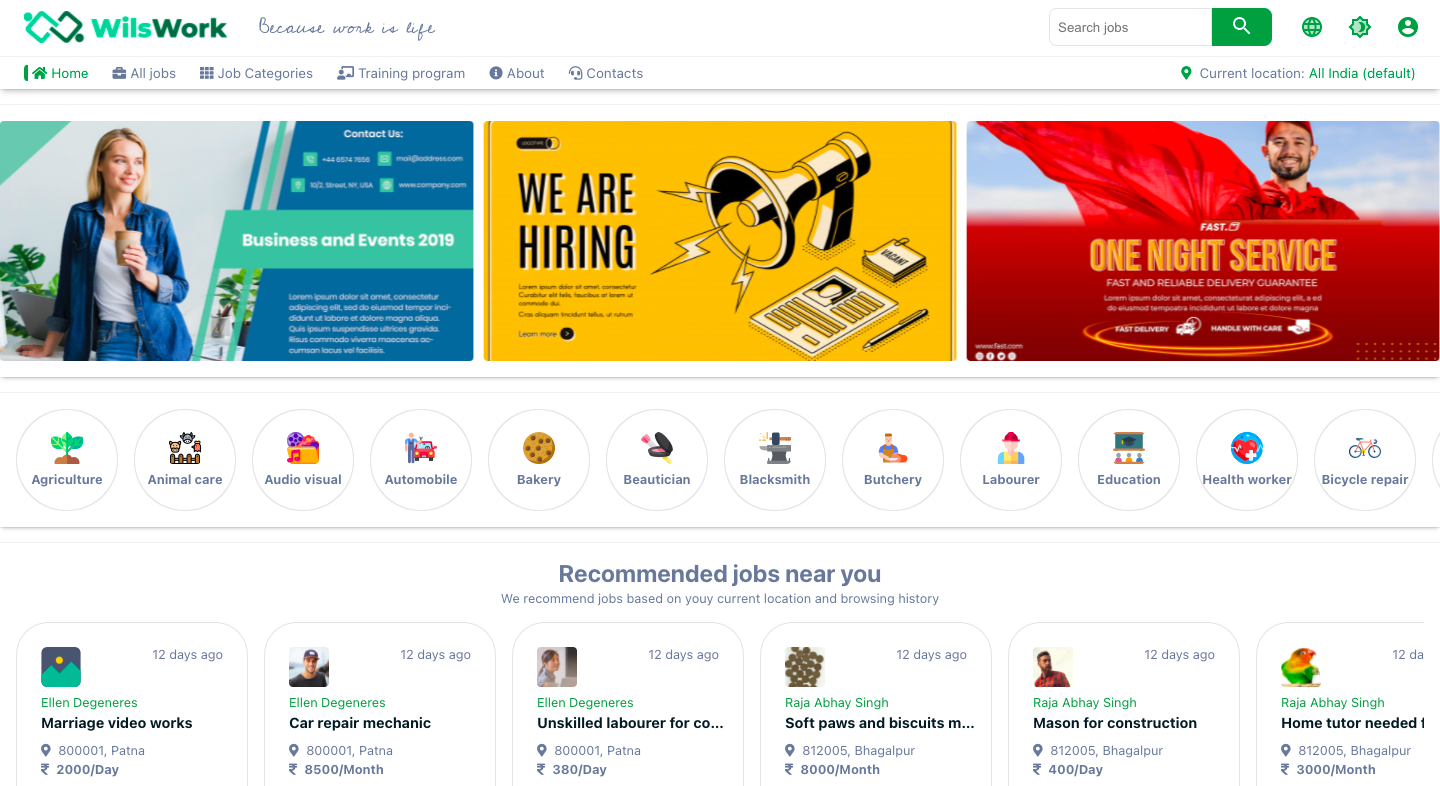 WilsWork
Because work is life
Search jobs
Home
All jobs
Job Categories
Training program
About
Contacts
Current location: All India (default)
Contact Us:
+44 6574 7656
mail@address.com
10/2, Street, NY, USA
www.company.com
Business and Events 2019
Lorem ipsum dolor sit amet, consectetur
adipiscing elit, sed do eiusmod tempor inci-
didunt ut labore et dolore magna aliqua.
Quis ipsum suspendisse ultrices gravida.
Risus commodo viverra maecenas ac-
cumsan lacus vel facilisis.
WE ARE
HIRING
Lorem ipsum dolor sit amet, consectetur
Curabitur elit felis, faucibus at lorem ut
commodo dui.
Cras aliquam tincidunt tellus, ut rutrum
Learn more
VACANT
FAST.
ONE NIGHT SERVICE
FAST AND RELIABLE DELIVERY GUARANTEE
Lorem ipsum dolor sit amet, consecteturat adipiscing elit, a ed
do eiusmod tempoatra incididunt ut labore et dolore magna
FAST DELIVERY
HANDLE WITH CARE
www.fast.com
Agriculture
Animal care
Audio visual
Automobile
Bakery
Beautician
Blacksmith
Butchery
Labourer
Education
Health worker
Bicycle repair
Recommended jobs near you
We recommend jobs based on youy current location and browsing history
12 days ago
Ellen Degeneres
Marriage video works
800001, Patna
₹ 2000/Day
12 days ago
Ellen Degeneres
Car repair mechanic
800001, Patna
₹ 8500/Month
12 days ago
Ellen Degeneres
Unskilled labourer for co...
800001, Patna
₹ 380/Day
12 days ago
Raja Abhay Singh
Soft paws and biscuits m...
812005, Bhagalpur
₹ 8000/Month
12 days ago
Raja Abhay Singh
Mason for construction
812005, Bhagalpur
₹ 400/Day
12 da
Raja Abhay Singh
Home tutor needed f
812005, Bhagalpur
₹ 3000/Month